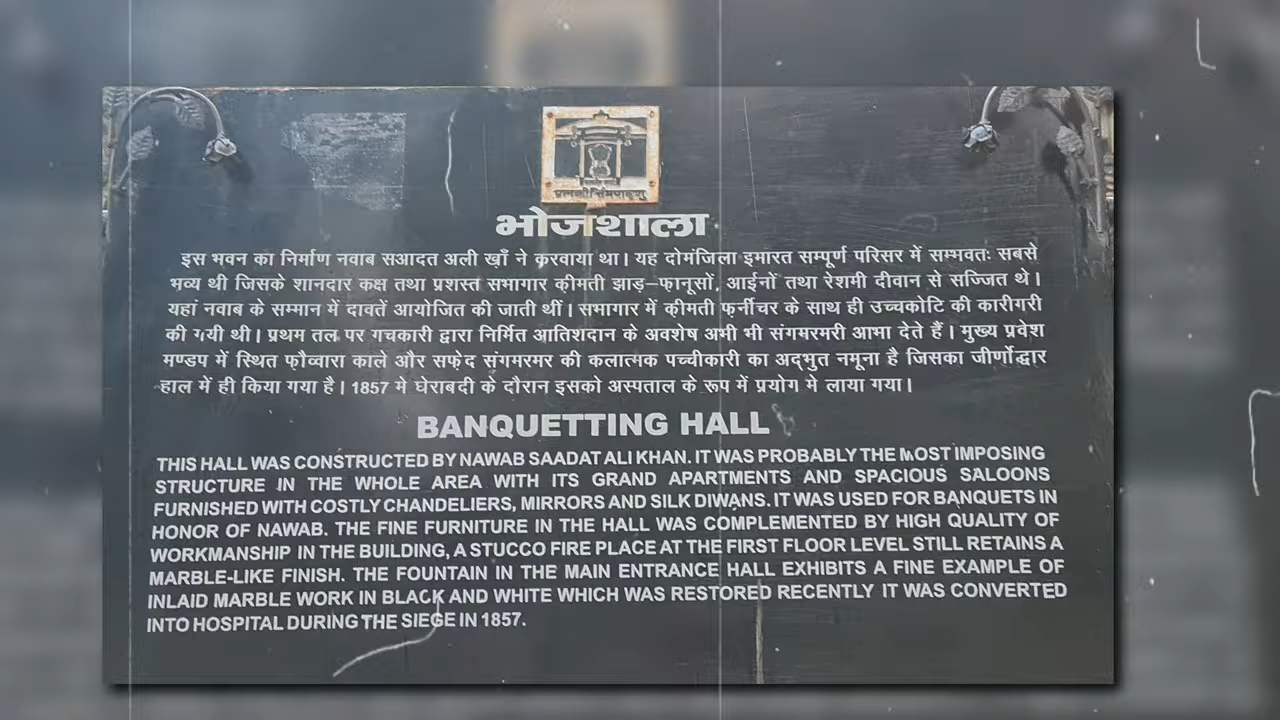 प्रत्नकीर्तिमपावृणु
भोजशाला
इस भवन का निर्माण नवाब सआदत अली ख़ाँ ने करवाया था। यह दोमंजिला इमारत सम्पूर्ण परिसर में सम्भवतः सबसे
भव्य थी जिसके शानदार कक्ष तथा प्रशस्त सभागार क़ीमती झाड़–फ़ानूसों, आईनों तथा रेशमी दीवान से सज्जित थे।
यहां नवाब के सम्मान में दावतें आयोजित की जाती थीं। सभागार में क़ीमती फ़र्नीचर के साथ ही उच्चकोटि की कारीगरी
की गयी थी। प्रथम तल पर गचकारी द्वारा निर्मित आतिशदान के अवशेष अभी भी संगमरमरी आभा देते हैं। मुख्य प्रवेश
मण्डप में स्थित फ़ौव्वारा काले और सफ़ेद संगमरमर की कलात्मक पच्चीकारी का अद्भुत नमूना है जिसका जीर्णोद्धार
हाल में ही किया गया है। 1857 मे घेराबदी के दौरान इसको अस्पताल के रूप में प्रयोग मे लाया गया।
BANQUETTING HALL
THIS HALL WAS CONSTRUCTED BY NAWAB SAADAT ALI KHAN. IT WAS PROBABLY THE MOST IMPOSING
STRUCTURE IN THE WHOLE AREA WITH ITS GRAND APARTMENTS AND SPACIOUS SALOONS
FURNISHED WITH COSTLY CHANDELIERS, MIRRORS AND SILK DIWANS. IT WAS USED FOR BANQUETS IN
HONOR OF NAWAB. THE FINE FURNITURE IN THE HALL WAS COMPLEMENTED BY HIGH QUALITY OF
WORKMANSHIP IN THE BUILDING, A STUCCO FIRE PLACE AT THE FIRST FLOOR LEVEL STILL RETAINS A
MARBLE-LIKE FINISH. THE FOUNTAIN IN THE MAIN ENTRANCE HALL EXHIBITS A FINE EXAMPLE OF
INLAID MARBLE WORK IN BLACK AND WHITE WHICH WAS RESTORED RECENTLY IT WAS CONVERTED
INTO HOSPITAL DURING THE SIEGE IN 1857.